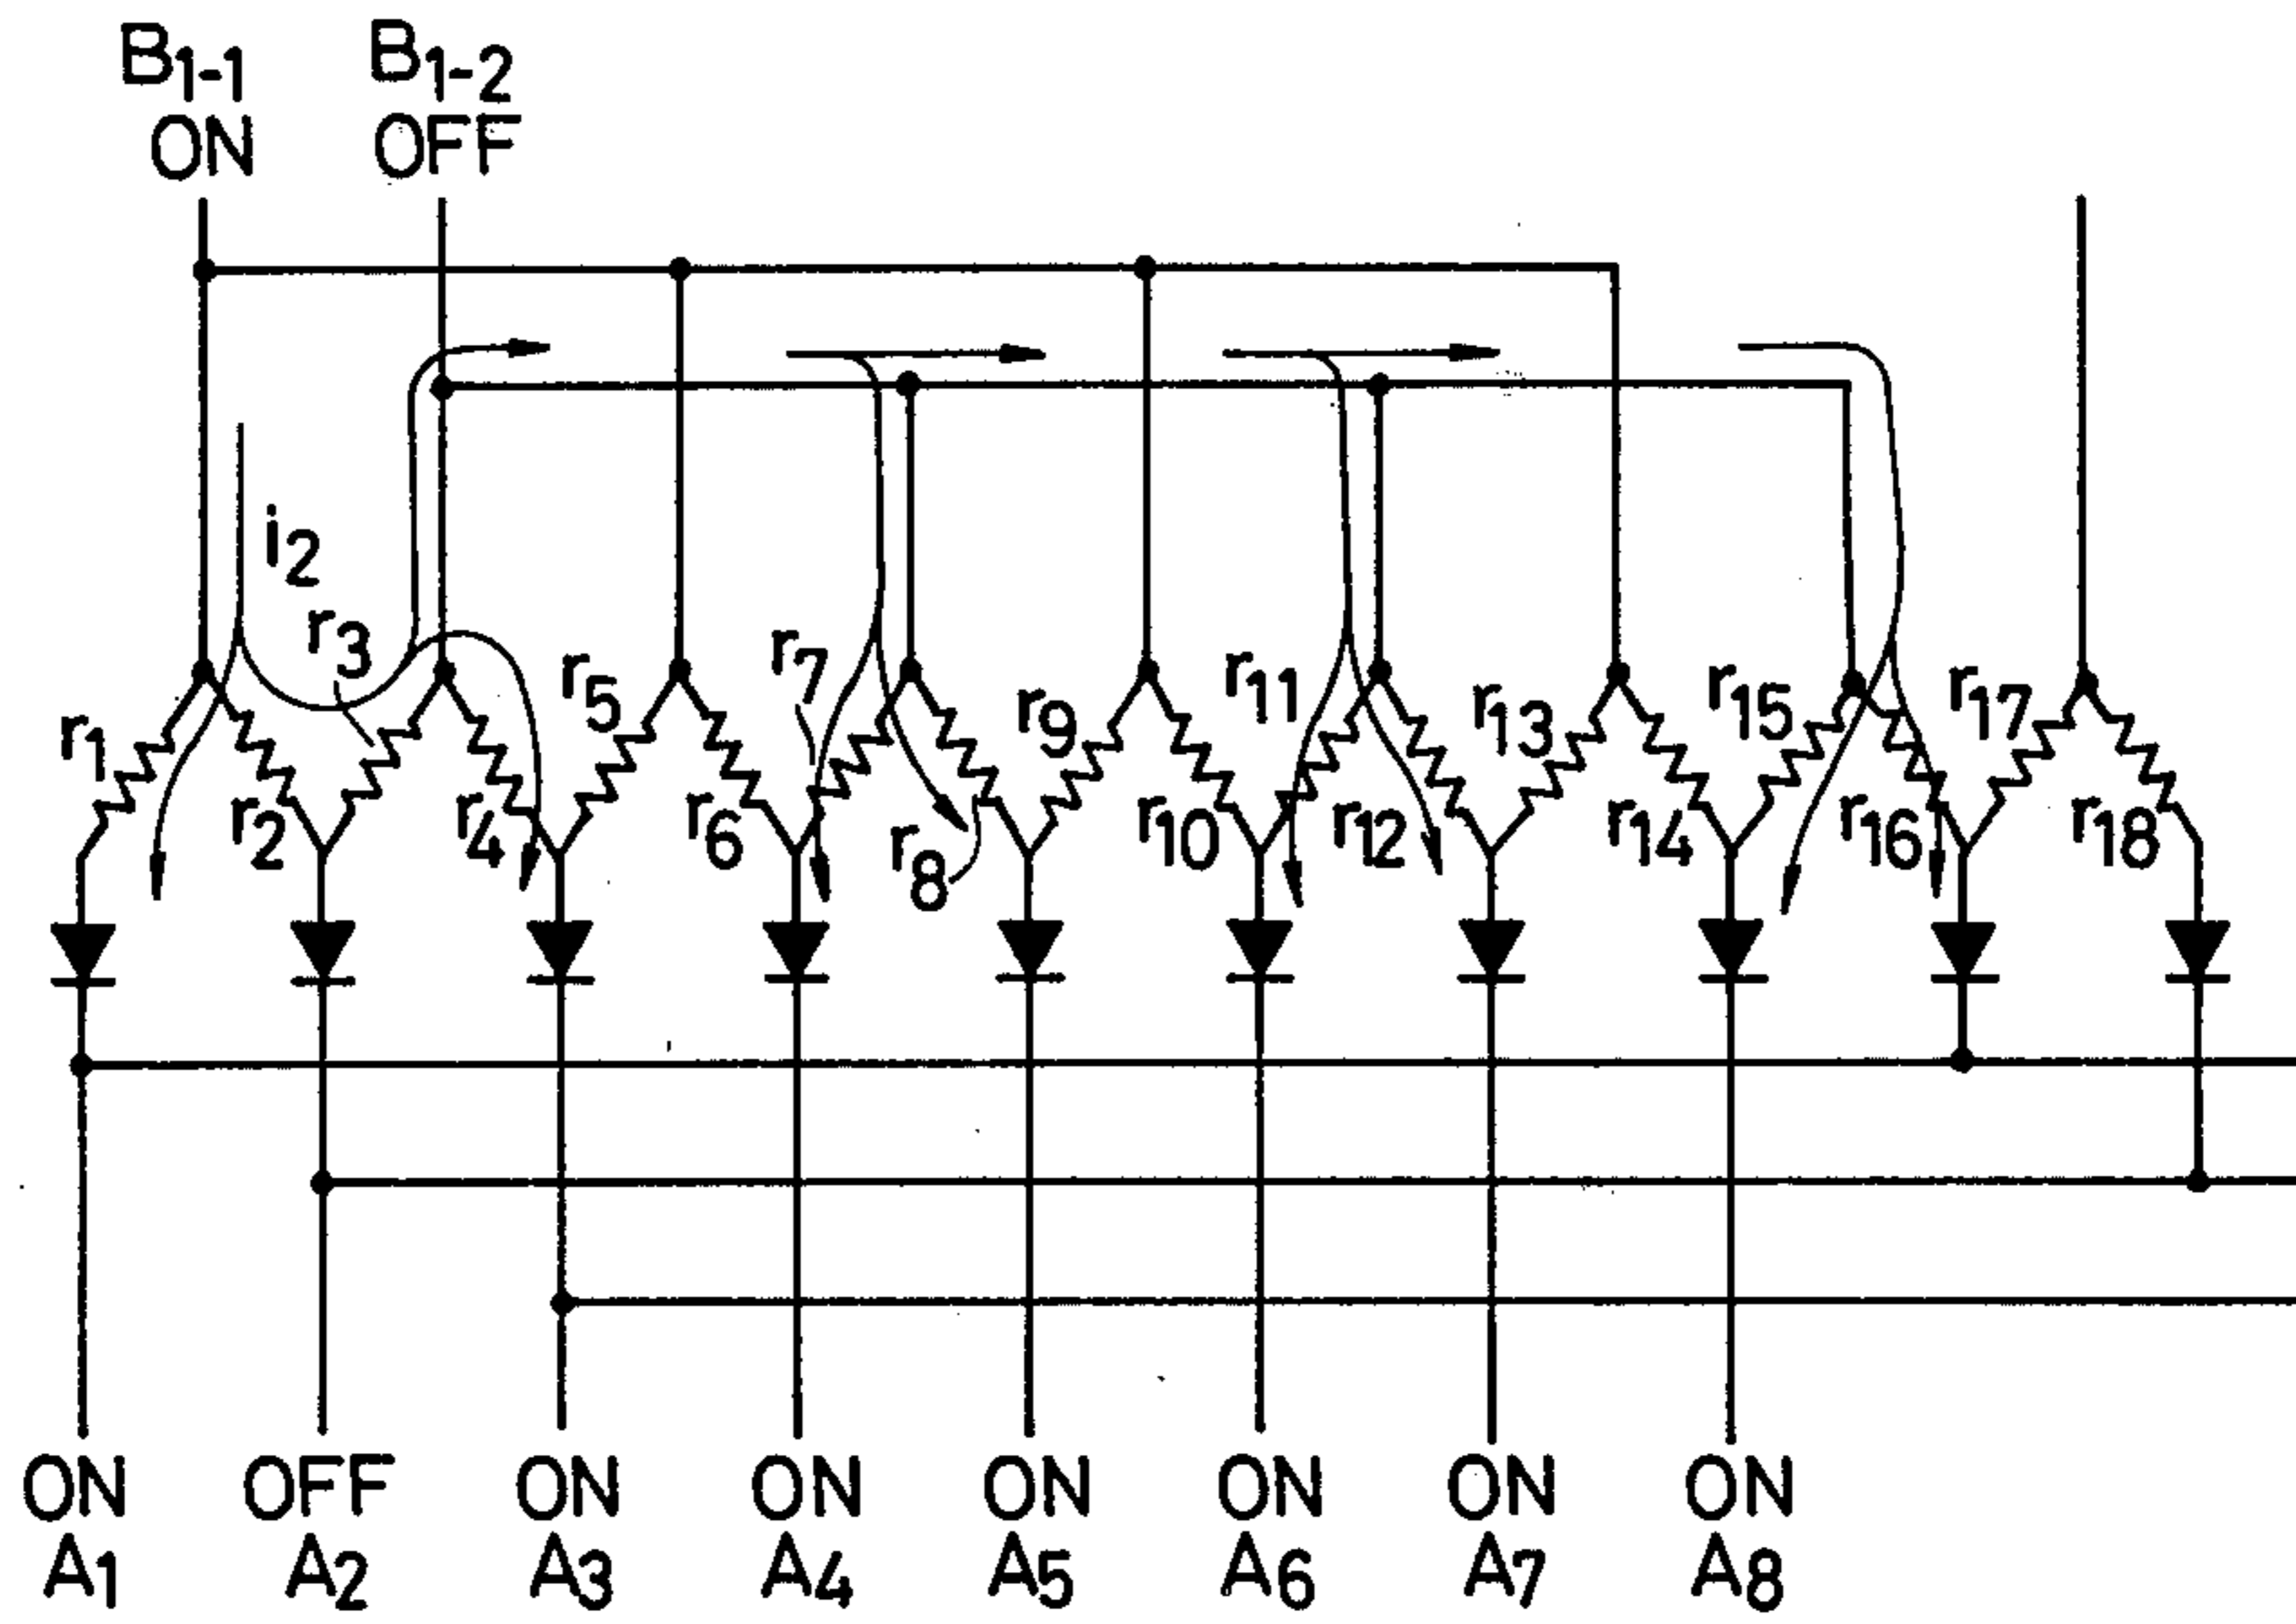 B1-1 B1-2
ON OFF
i2
r3
r1 r2 r4 r5 r6 r7 r8 r9 r10 r11 r12 r13 r14 r15 r16 r17 r18
ON OFF ON ON ON ON ON ON
A1 A2 A3 A4 A5 A6 A7 A8